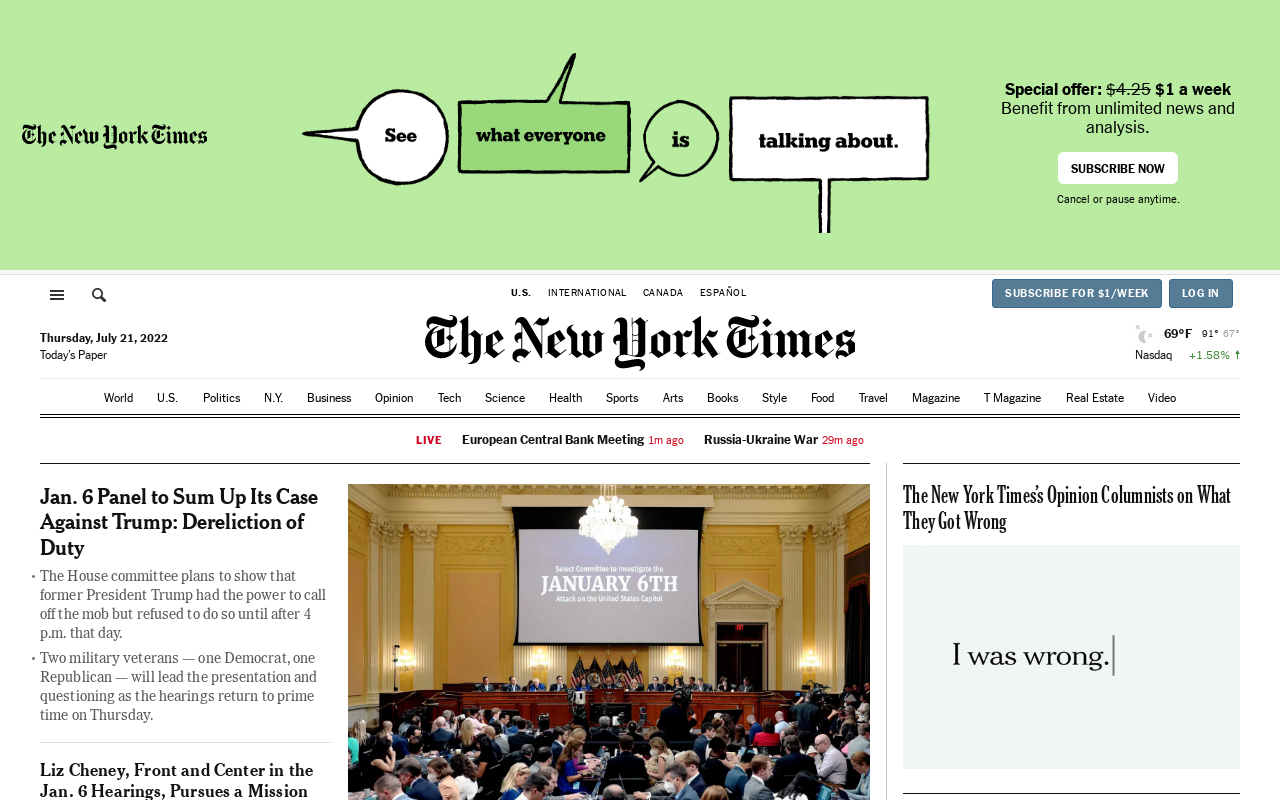 The New York Times
See
what everyone
is
talking about.
Special offer: $4.25 $1 a week
Benefit from unlimited news and
analysis.
SUBSCRIBE NOW
Cancel or pause anytime.
U.S. INTERNATIONAL CANADA ESPAÑOL
SUBSCRIBE FOR $1/WEEK
LOG IN
Thursday, July 21, 2022
Today's Paper
The New York Times
69°F 91° 67°
Nasdaq +1.58% ↑
World U.S. Politics N.Y. Business Opinion Tech Science Health Sports Arts Books Style Food Travel Magazine T Magazine Real Estate Video
LIVE European Central Bank Meeting 1m ago Russia-Ukraine War 29m ago
Jan. 6 Panel to Sum Up Its Case
Against Trump: Dereliction of
Duty
• The House committee plans to show that
former President Trump had the power to call
off the mob but refused to do so until after 4
p.m. that day.
• Two military veterans — one Democrat, one
Republican — will lead the presentation and
questioning as the hearings return to prime
time on Thursday.
Liz Cheney, Front and Center in the
Jan. 6 Hearings, Pursues a Mission
Select Committee to Investigate the
JANUARY 6TH
Attack on the United States Capitol
The New York Times's Opinion Columnists on What
They Got Wrong
I was wrong.